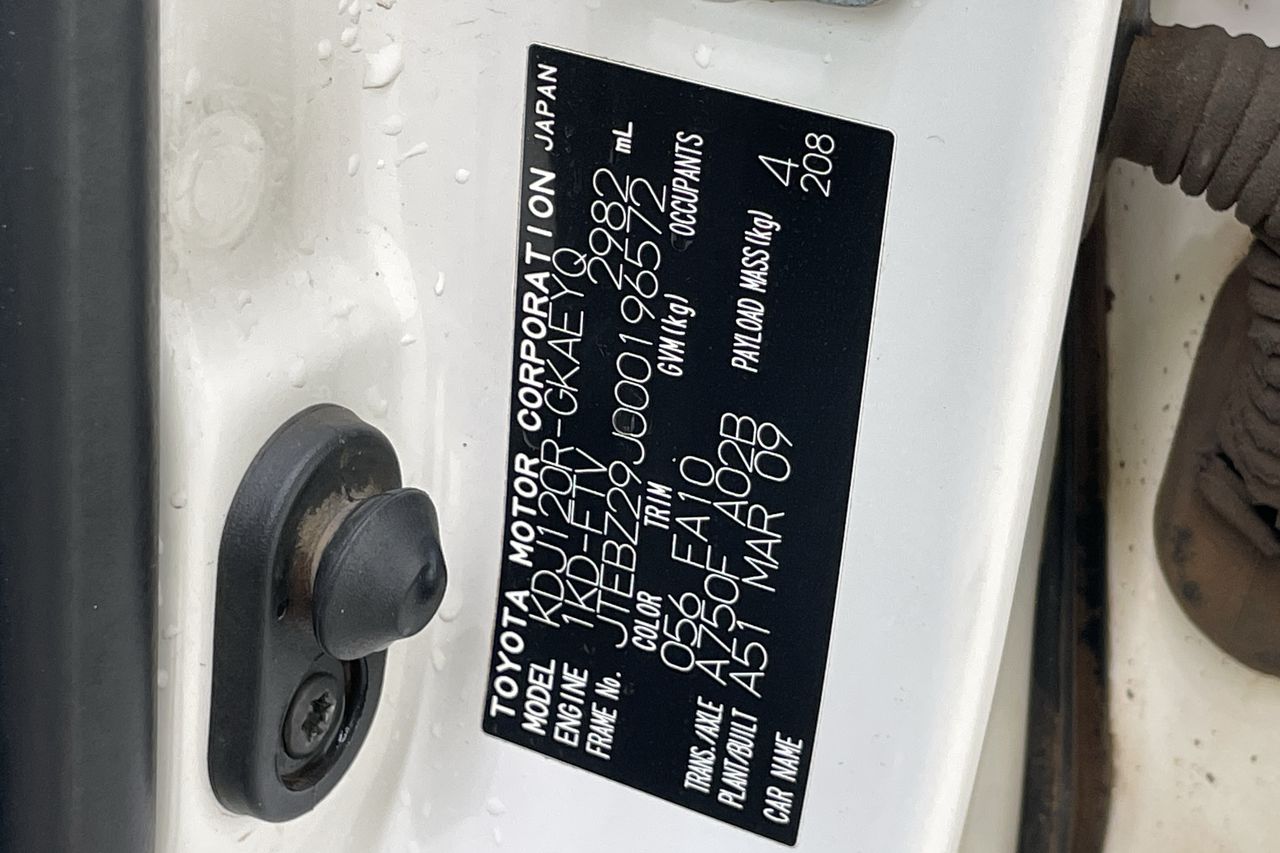 TOYOTA MOTOR CORPORATION JAPAN
MODEL KDJ120R-GKAEYQ
ENGINE 1KD-FTV 2982 mL
FRAME No. JTEBZ29J000196572
COLOR TRIM GVM(kg) OCCUPANTS
056 FA10 4
TRANS./AXLE A750F A02B PAYLOAD MASS(kg) 208
PLANT/BUILT A51 MAR 09
CAR NAME